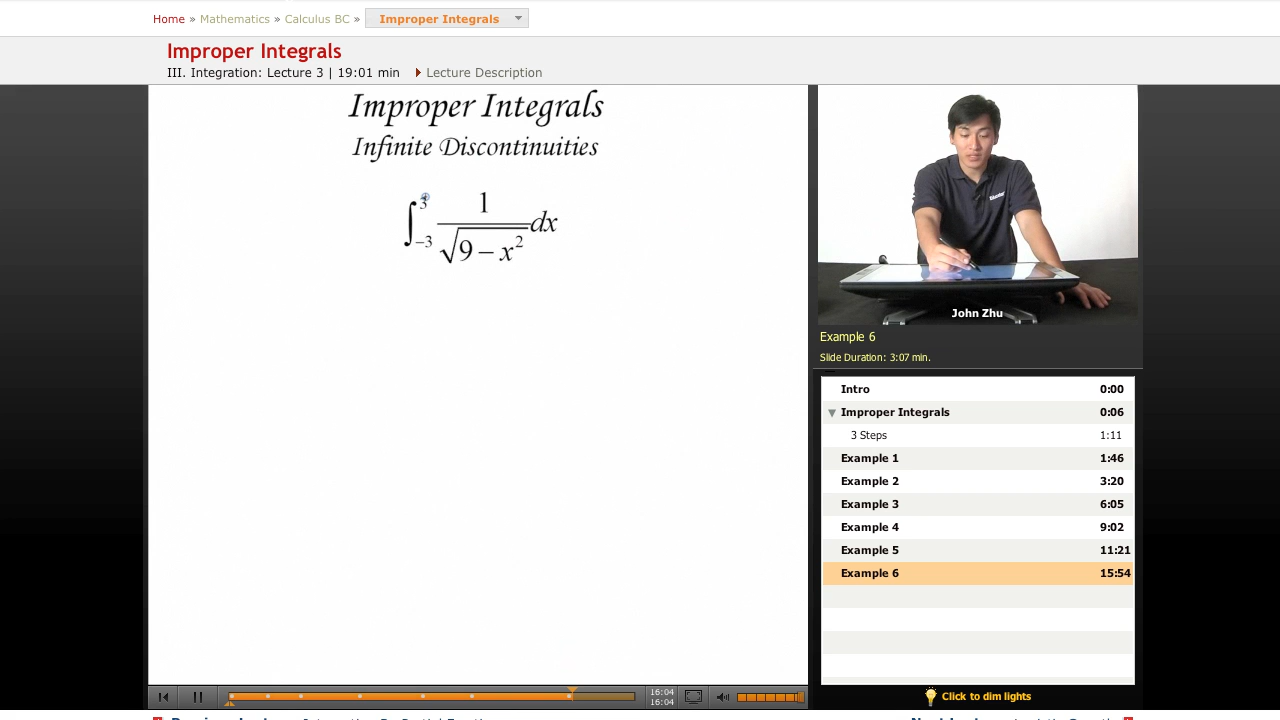 Home » Mathematics » Calculus BC » Improper Integrals
Improper Integrals
III. Integration: Lecture 3 | 19:01 min Lecture Description
Improper Integrals
Infinite Discontinuities
∫_{-3}^{3} 1/√(9 – x²) dx
John Zhu
Example 6
Slide Duration: 3:07 min.
Intro 0:00
Improper Integrals 0:06
3 Steps 1:11
Example 1 1:46
Example 2 3:20
Example 3 6:05
Example 4 9:02
Example 5 11:21
Example 6 15:54
16:04
16:04
Click to dim lights